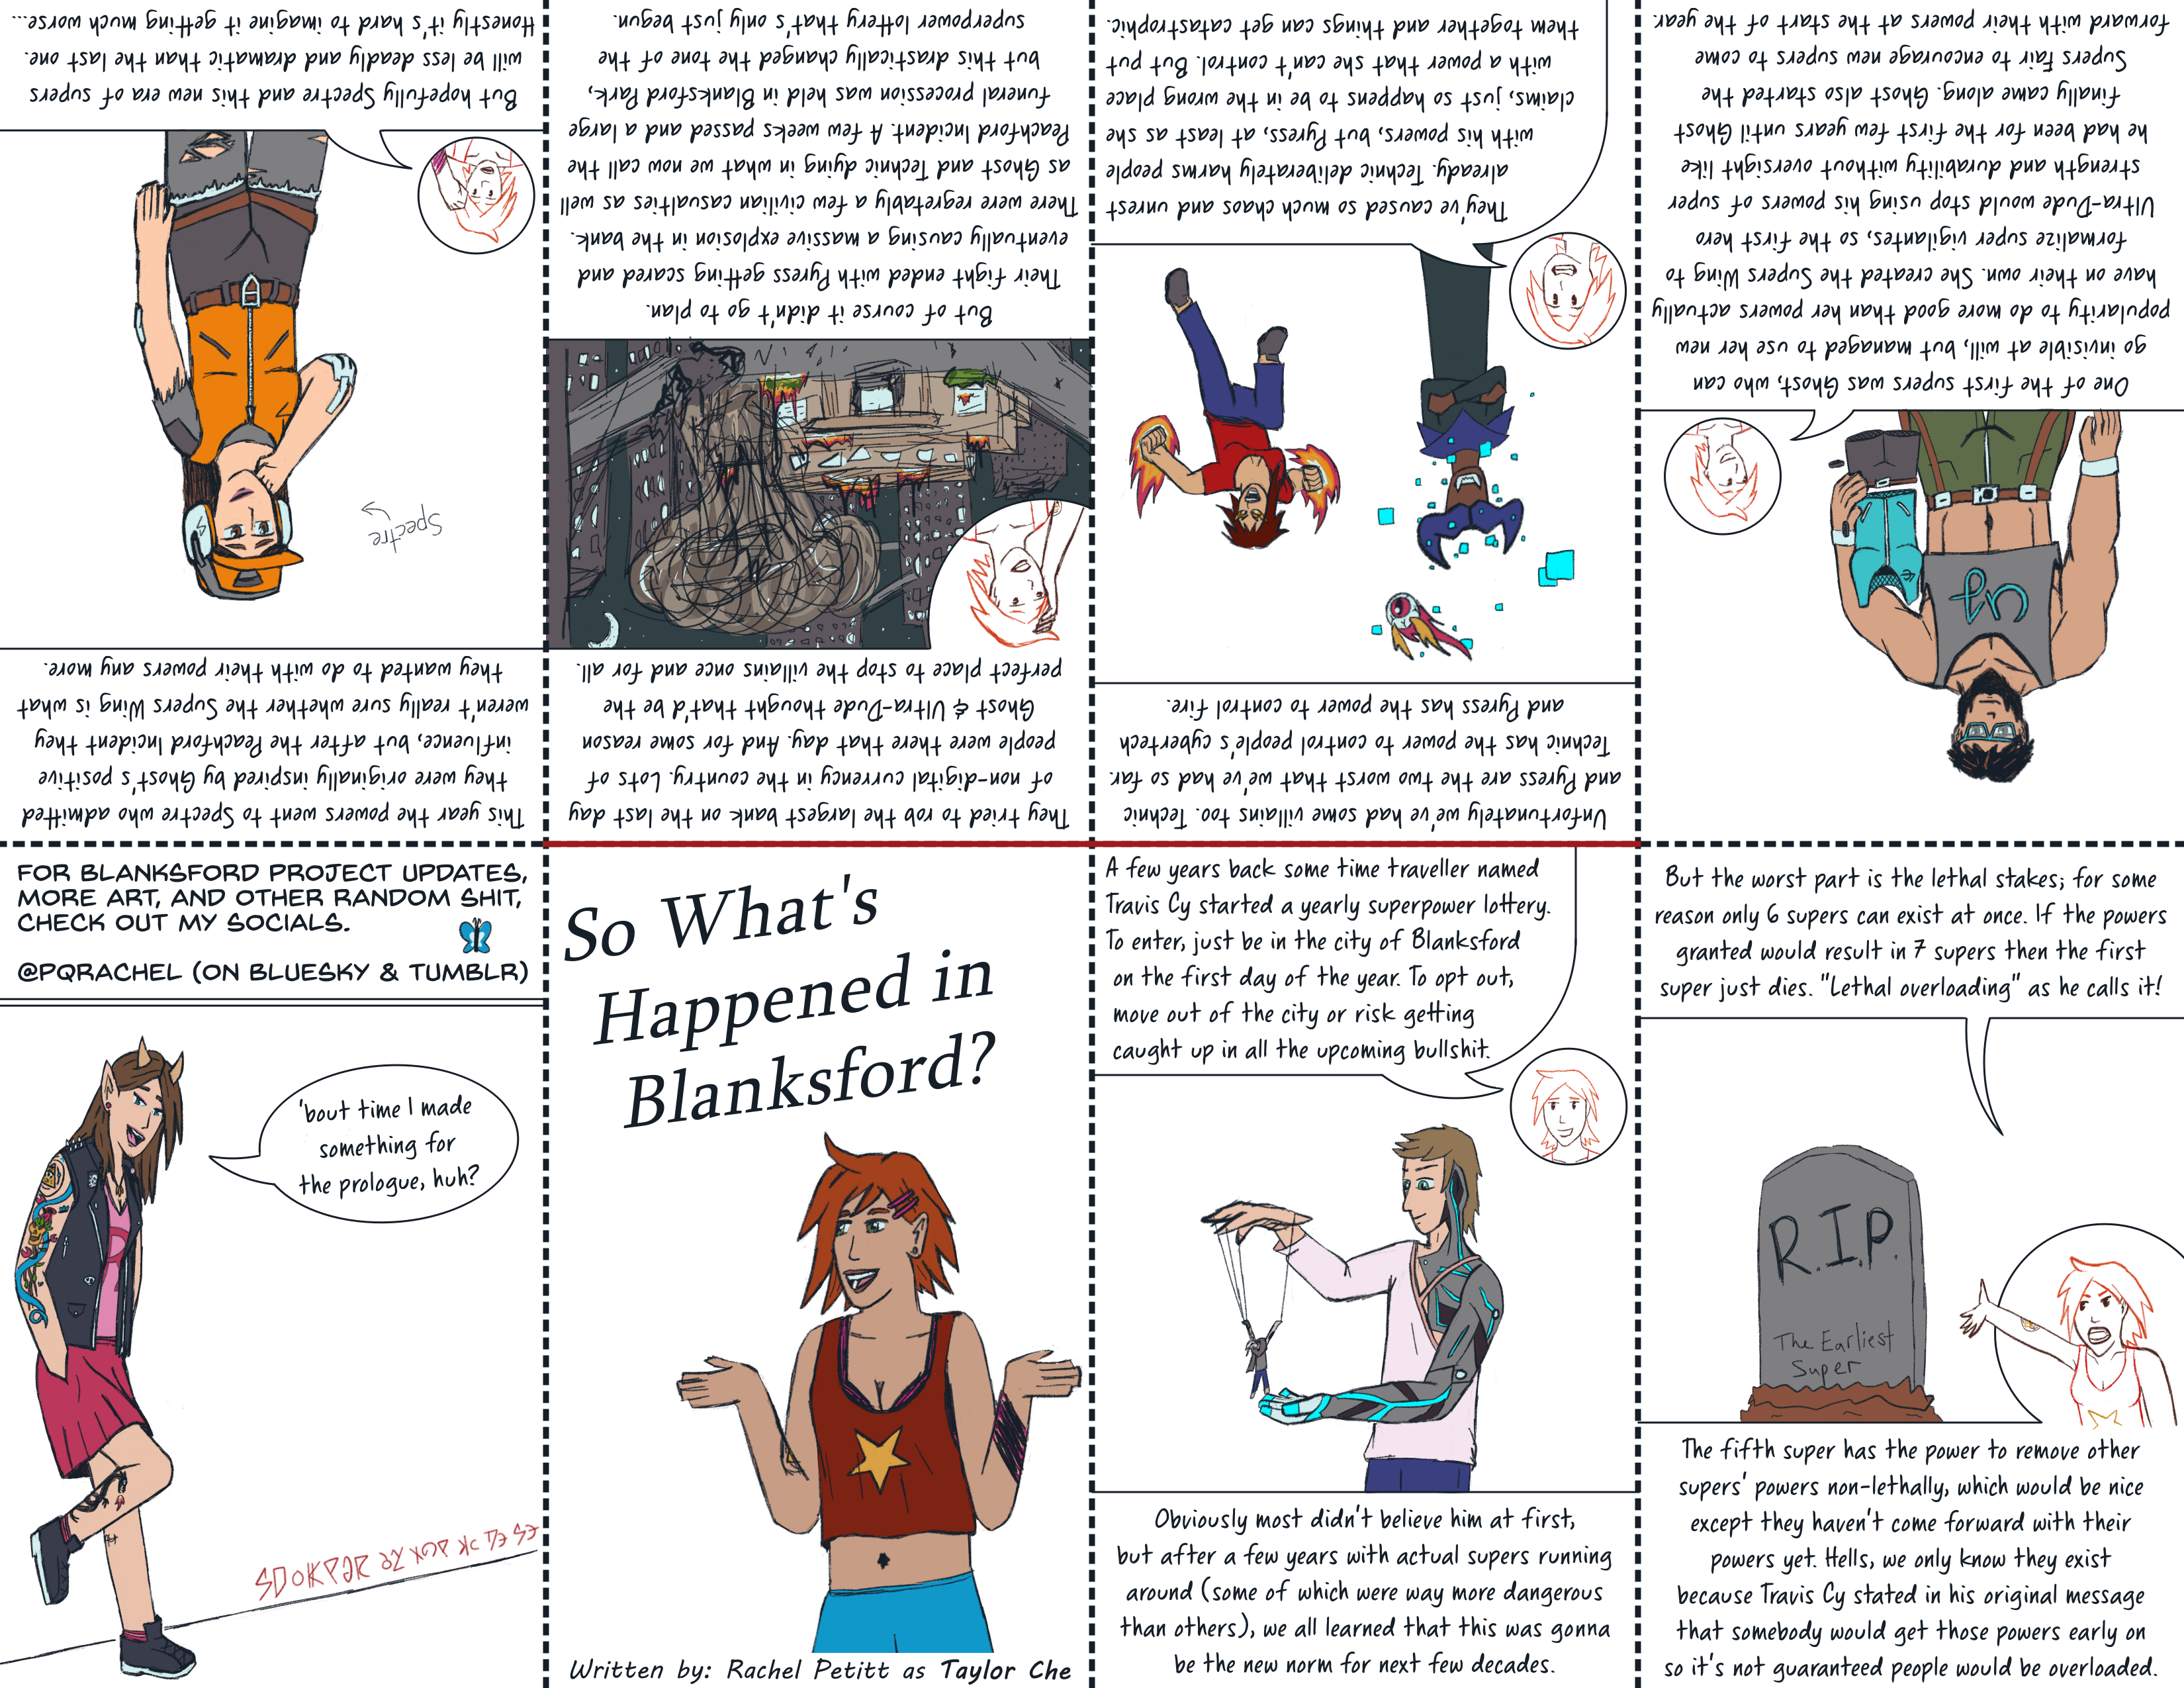 So What's
Happened in
Blanksford?
Written by: Rachel Petitt as Taylor Che
A few years back some time traveller named
Travis Cy started a yearly superpower lottery.
To enter, just be in the city of Blanksford
on the first day of the year. To opt out,
move out of the city or risk getting
caught up in all the upcoming bullshit.
Obviously most didn't believe him at first,
but after a few years with actual supers running
around (some of which were way more dangerous
than others), we all learned that this was gonna
be the new norm for next few decades.
But the worst part is the lethal stakes; for some
reason only 6 supers can exist at once. If the powers
granted would result in 7 supers then the first
super just dies. "Lethal overloading" as he calls it!
R.I.P.
The Earliest
Super
The fifth super has the power to remove other
supers' powers non-lethally, which would be nice
except they haven't come forward with their
powers yet. Hells, we only know they exist
because Travis Cy stated in his original message
that somebody would get those powers early on
so it's not guaranteed people would be overloaded.
One of the first supers was Ghost, who can
go invisible at will, but managed to use her new
popularity to do more good than her powers actually
have on their own. She created the Supers Wing to
formalize super vigilantes, so the first hero
Ultra-Dude would stop using his powers of super
strength and durability without oversight like
he had been for the first few years until Ghost
finally came along. Ghost also started the
Supers Fair to encourage new supers to come
forward with their powers at the start of the year.
Unfortunately we've had some villains too. Technic
and Pyress are the two worst that we've had so far.
Technic has the power to control people's cybertech
and Pyress has the power to control fire.
They've caused so much chaos and unrest
already. Technic deliberately harms people
with his powers, but Pyress, at least as she
claims, just so happens to be in the wrong place
with a power that she can't control. But put
them together and things can get catastrophic.
They tried to rob the largest bank on the last day
of non-digital currency in the country. Lots of
people were there that day. And for some reason
Ghost & Ultra-Dude thought that'd be the
perfect place to stop the villains once and for all.
But of course it didn't go to plan.
Their fight ended with Pyress getting scared and
eventually causing a massive explosion in the bank.
There were regretably a few civilian casualties as well
as Ghost and Technic dying in what we now call the
Peachford Incident. A few weeks passed and a large
funeral procession was held in Blanksford Park,
but this drastically changed the tone of the
superpower lottery that's only just begun.
This year the powers went to Spectre who admitted
they were originally inspired by Ghost's positive
influence, but after the Peachford Incident they
weren't really sure whether the Supers Wing is what
they wanted to do with their powers any more.
Spectre
But hopefully Spectre and this new era of supers
will be less deadly and dramatic than the last one.
Honestly it's hard to imagine it getting much worse...
FOR BLANKSFORD PROJECT UPDATES,
MORE ART, AND OTHER RANDOM SHIT,
CHECK OUT MY SOCIALS.
@PQRACHEL (ON BLUESKY & TUMBLR)
'bout time I made
something for
the prologue, huh?